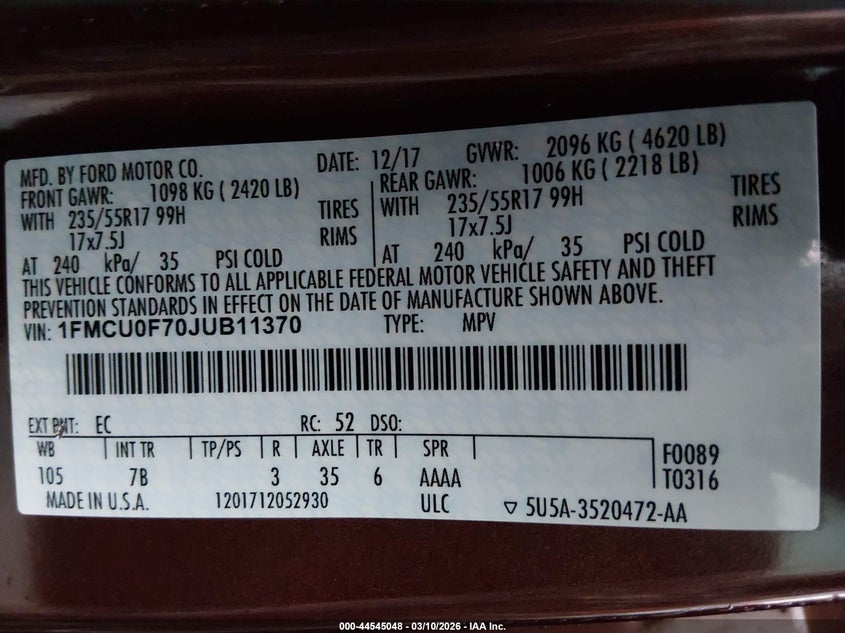 MFD. BY FORD MOTOR CO. DATE: 12/17 GVWR: 2096 KG ( 4620 LB)
FRONT GAWR: 1098 KG ( 2420 LB) REAR GAWR: 1006 KG ( 2218 LB)
WITH 235/55R17 99H TIRES WITH 235/55R17 99H TIRES
17x7.5J RIMS 17x7.5J RIMS
AT 240 kPa/ 35 PSI COLD AT 240 kPa/ 35 PSI COLD
THIS VEHICLE CONFORMS TO ALL APPLICABLE FEDERAL MOTOR VEHICLE SAFETY AND THEFT
PREVENTION STANDARDS IN EFFECT ON THE DATE OF MANUFACTURE SHOWN ABOVE.
VIN: 1FMCU0F70JUB11370 TYPE: MPV
EXT PNT: EC RC: 52 DSO:
WB INT TR TP/PS R AXLE TR SPR F0089
105 7B 3 35 6 AAAA T0316
MADE IN U.S.A. 1201712052930 ULC ▽ 5U5A-3520472-AA
000-44545048 - 03/10/2026 - IAA Inc.